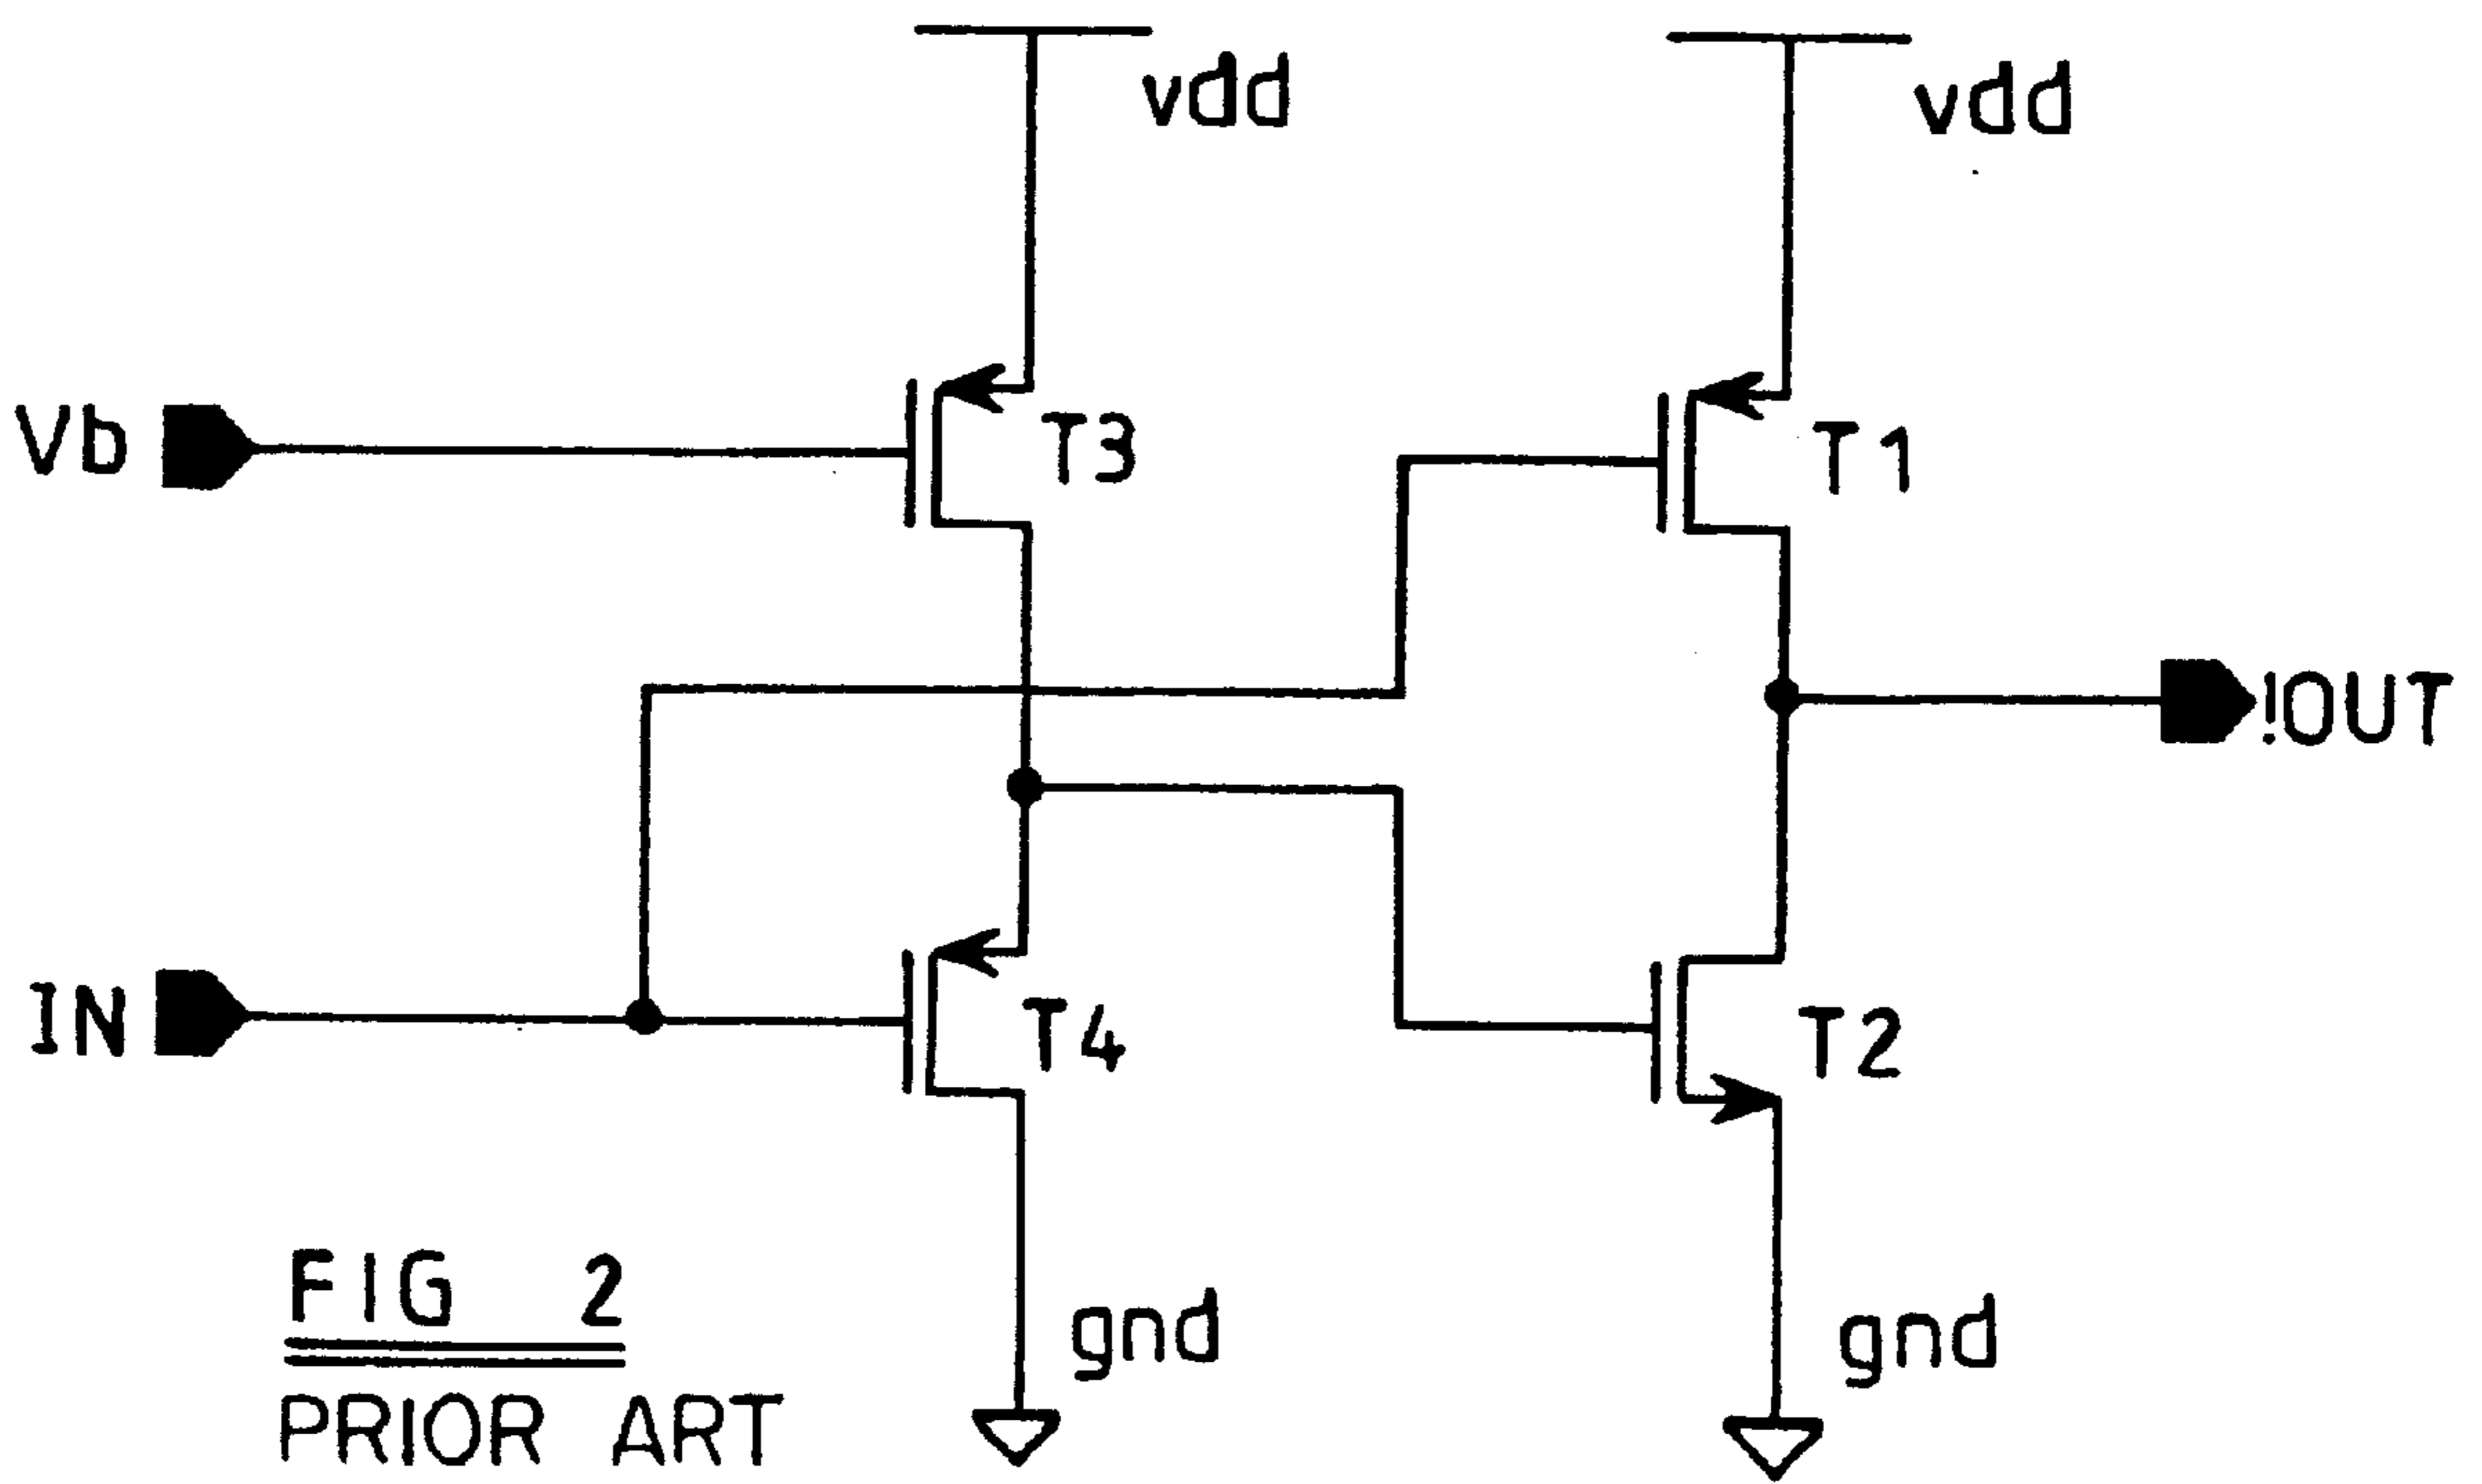 vdd
vdd
Vb
T3
T1
!OUT
IN
T4
T2
gnd
gnd
FIG 2
PRIOR ART